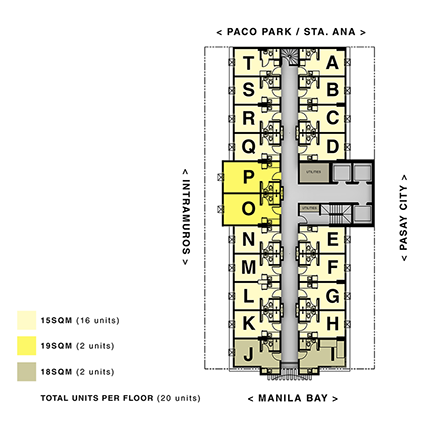 < PACO PARK / STA. ANA >
T A
S B
R C
Q D
P
UTILITIES
O
UTILITIES
N E
M F
L G
K H
J I
< INTRAMUROS >
< PASAY CITY >
15SQM (16 units)
19SQM (2 units)
18SQM (2 units)
TOTAL UNITS PER FLOOR (20 units)
< MANILA BAY >